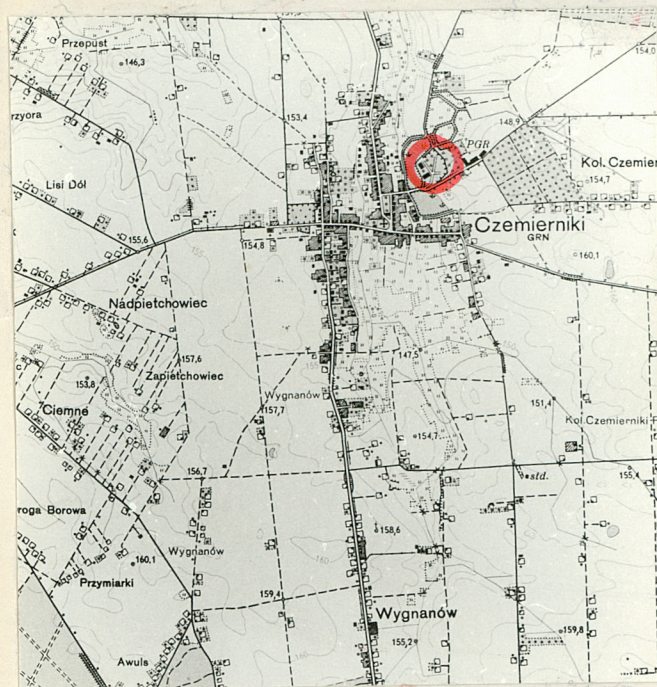 Przepust
146,3
154,0
rzyora
153,4
148,9
PGR
Kol. Czemier
154,7
Lisi Dół
Czemierniki
GRN
155,6
154,8
160,1
Nadpietchowiec
157,6
147,5
Zapietchowiec
153,8
Wygnanów
151,4
Ciemne
157,7
Kol. Czemierniki P
154,7
156,7
155,4
std.
roga Borowa
158,6
Wygnanów
160,1
Przymiarki
159,4
Wygnanów
159,8
155,2
Awuls